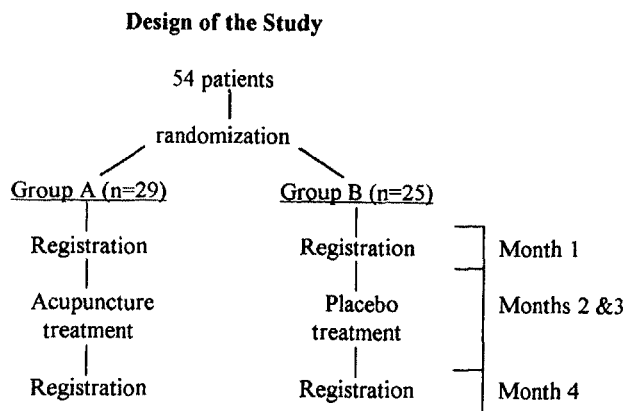 Design of the Study
54 patients
randomization
Group A (n=29) Group B (n=25)
Registration Registration Month 1
Acupuncture Placebo Months 2 &3
treatment treatment
Registration Registration Month 4